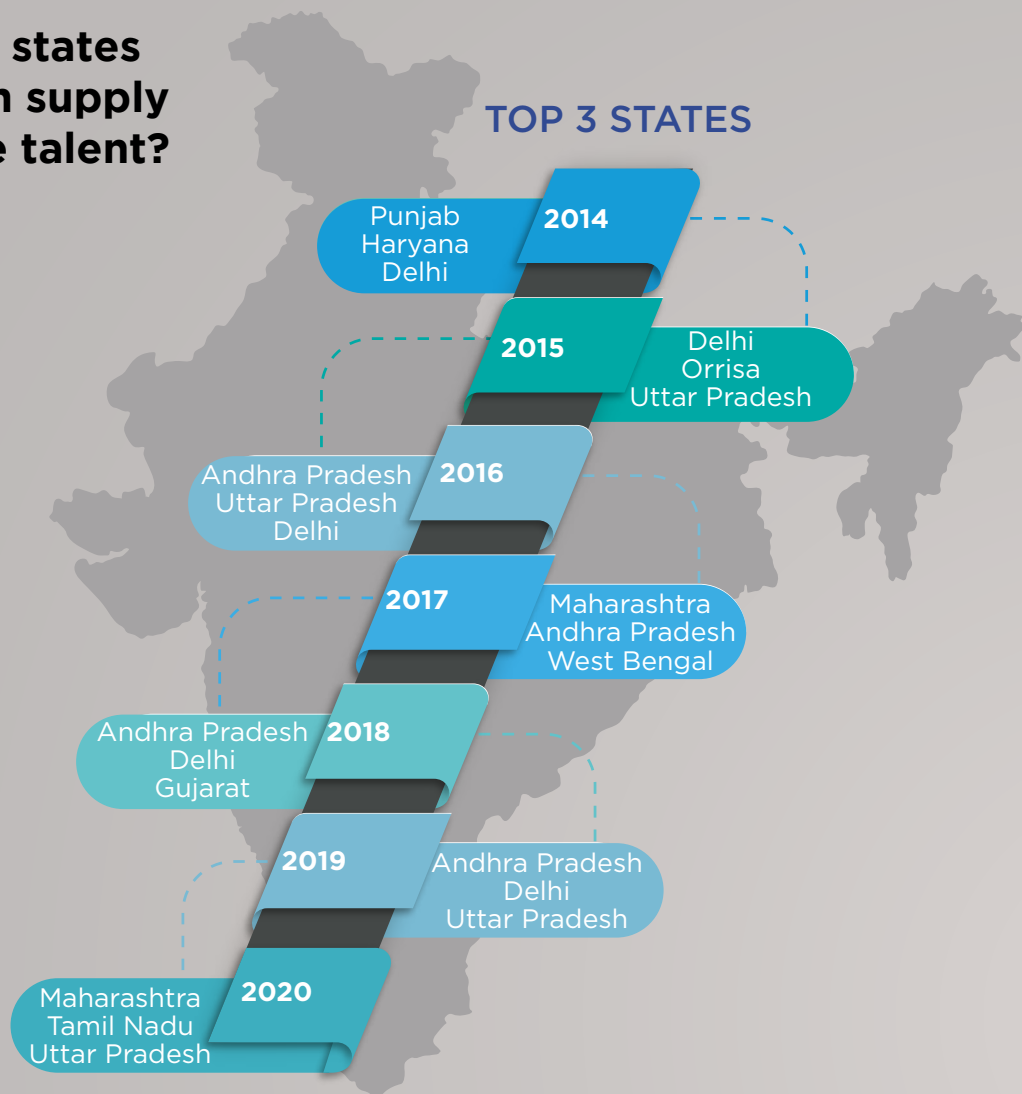 states
supply
talent?
TOP 3 STATES
2014
Punjab
Haryana
Delhi
2015
Delhi
Orrisa
Uttar Pradesh
2016
Andhra Pradesh
Uttar Pradesh
Delhi
2017
Maharashtra
Andhra Pradesh
West Bengal
2018
Andhra Pradesh
Delhi
Gujarat
2019
Andhra Pradesh
Delhi
Uttar Pradesh
2020
Maharashtra
Tamil Nadu
Uttar Pradesh